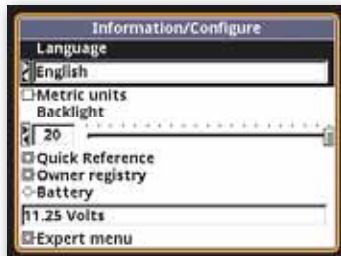 Information/Configure
Language
English
Metric units
Backlight
20
Quick Reference
Owner registry
Battery
11.25 Volts
Expert menu